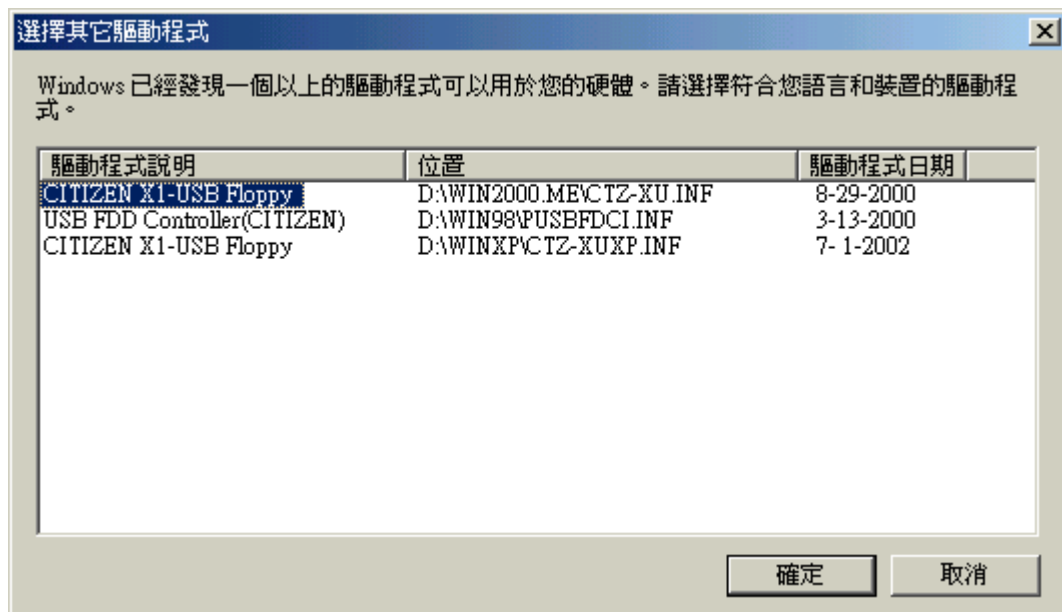 選擇其它驅動程式
Windows 已經發現一個以上的驅動程式可以用於您的硬體。請選擇符合您語言和裝置的驅動程
式。
驅動程式說明 位置 驅動程式日期
CITIZEN X1-USB Floppy D:\WIN2000.ME\CTZ-XU.INF 8-29-2000
USB FDD Controller(CITIZEN) D:\WIN98\PUSBFDCI.INF 3-13-2000
CITIZEN X1-USB Floppy D:\WINXP\CTZ-XUXP.INF 7- 1-2002
確定 取消